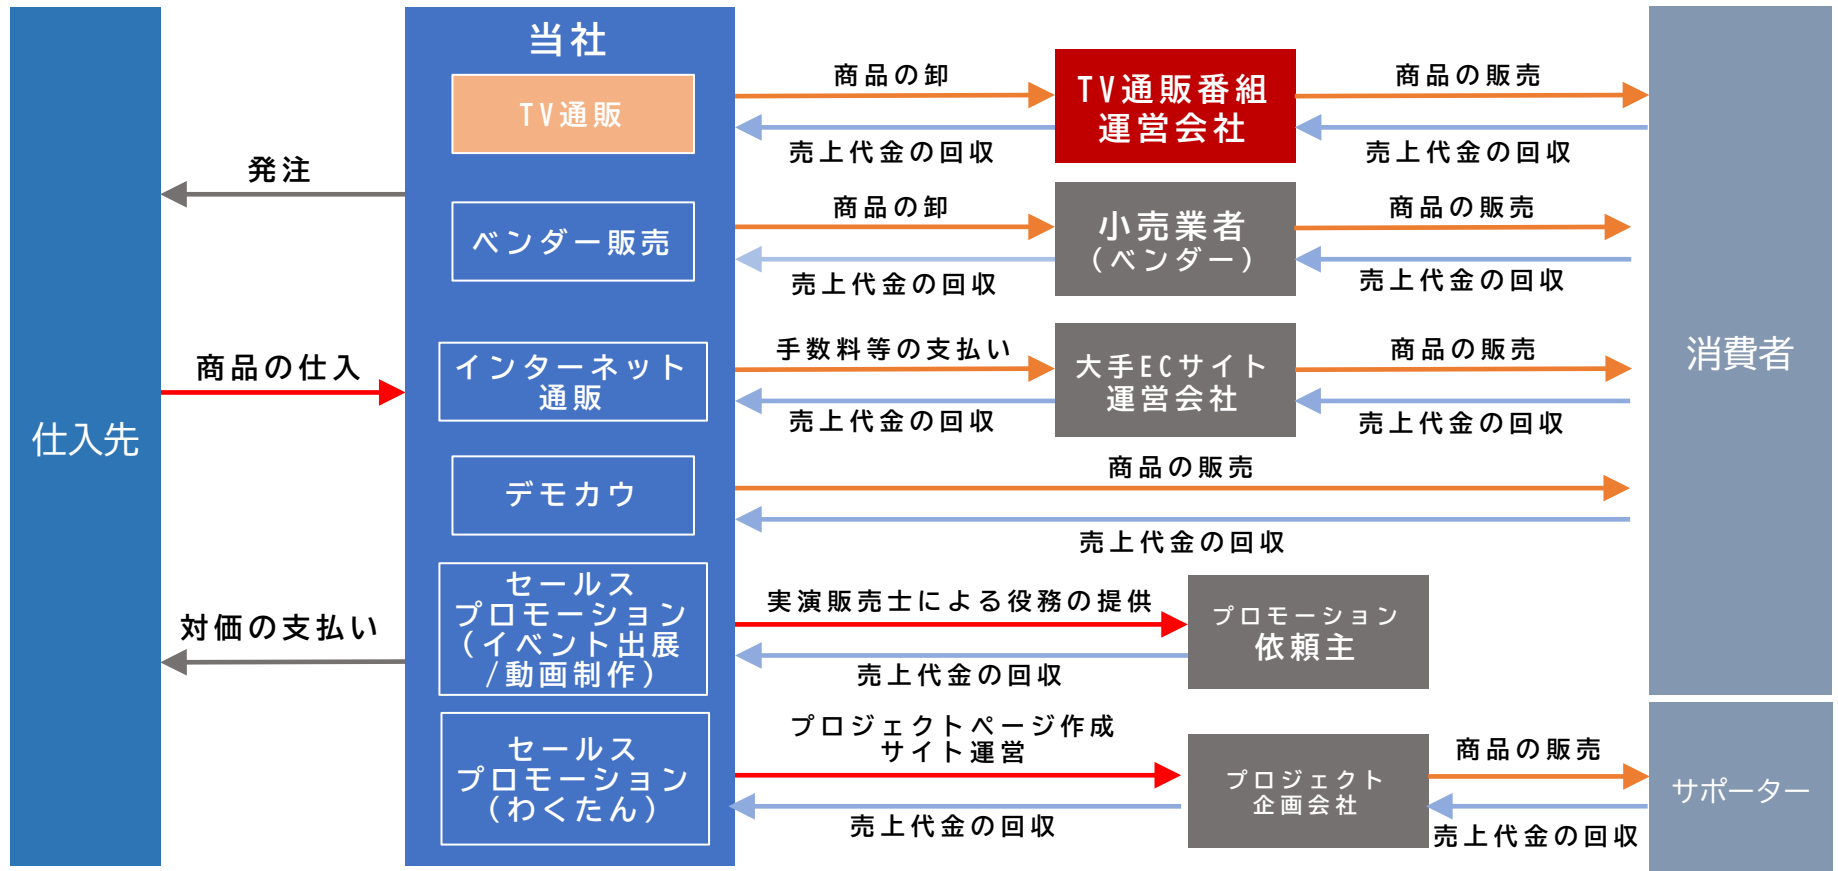 仕入先
発注
商品の仕入
対価の支払い
当社
TV通販
ベンダー販売
インターネット
通販
デモカウ
セールス
プロモーション
（イベント出展
/動画制作）
セールス
プロモーション
（わくたん）
商品の卸
売上代金の回収
TV通販番組
運営会社
商品の販売
売上代金の回収
商品の卸
売上代金の回収
小売業者
（ベンダー）
商品の販売
売上代金の回収
手数料等の支払い
売上代金の回収
大手ECサイト
運営会社
商品の販売
売上代金の回収
商品の販売
売上代金の回収
実演販売士による役務の提供
売上代金の回収
プロモーション
依頼主
プロジェクトページ作成
サイト運営
売上代金の回収
プロジェクト
企画会社
商品の販売
売上代金の回収
消費者
サポーター